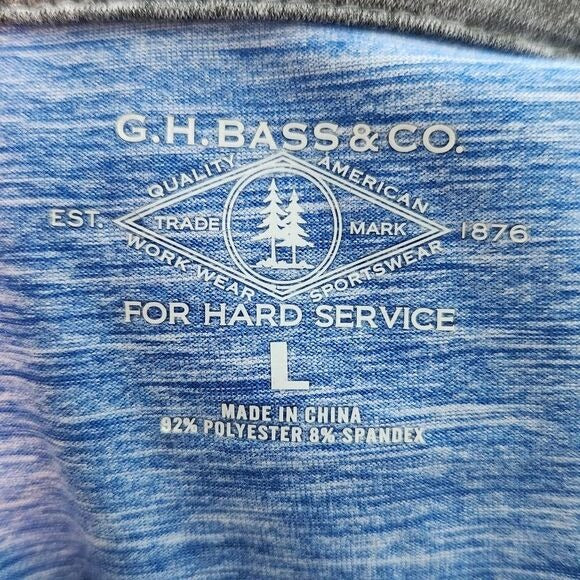 G.H.BASS & CO.
QUALITY AMERICAN
EST. TRADE MARK 1876
WORK WEAR SPORTSWEAR
FOR HARD SERVICE
L
MADE IN CHINA
92% POLYESTER 8% SPANDEX